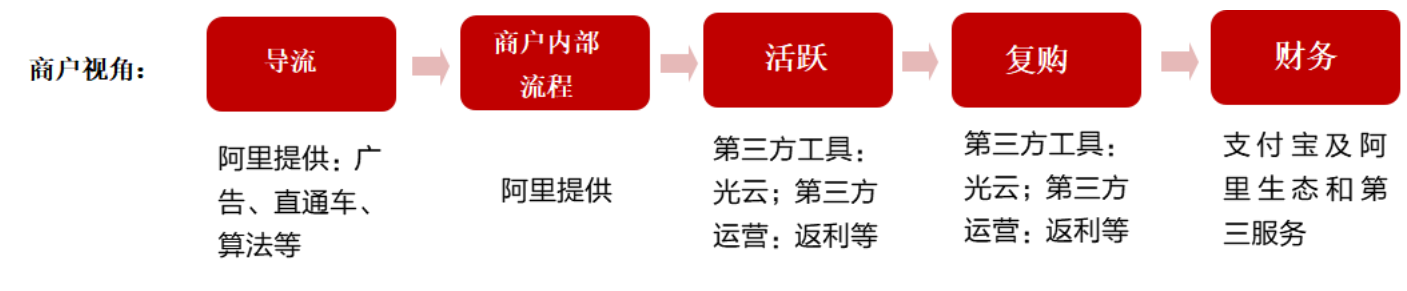 商户视角：
导流
商户内部
流程
活跃
复购
财务
阿里提供：广
告、直通车、
算法等
阿里提供
第三方工具：
光云；第三方
运营：返利等
第三方工具：
光云；第三方
运营：返利等
支付宝及阿
里生态和第
三服务